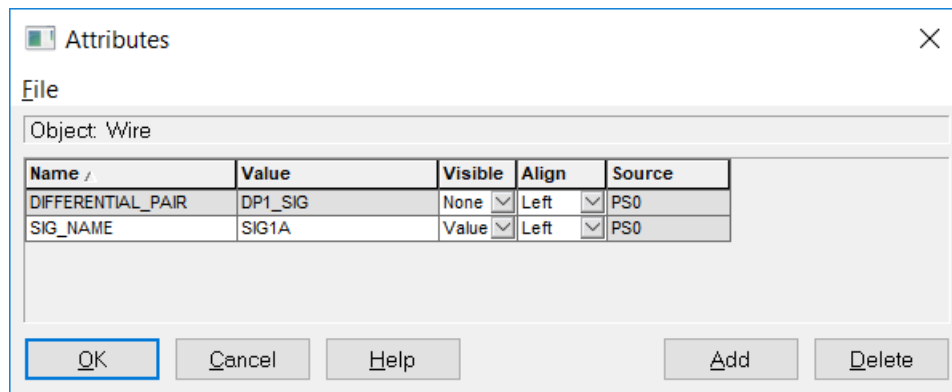 Attributes
File
Object: Wire
Name Value Visible Align Source
DIFFERENTIAL_PAIR DP1_SIG None Left PS0
SIG_NAME SIG1A Value Left PS0
OK Cancel Help Add Delete